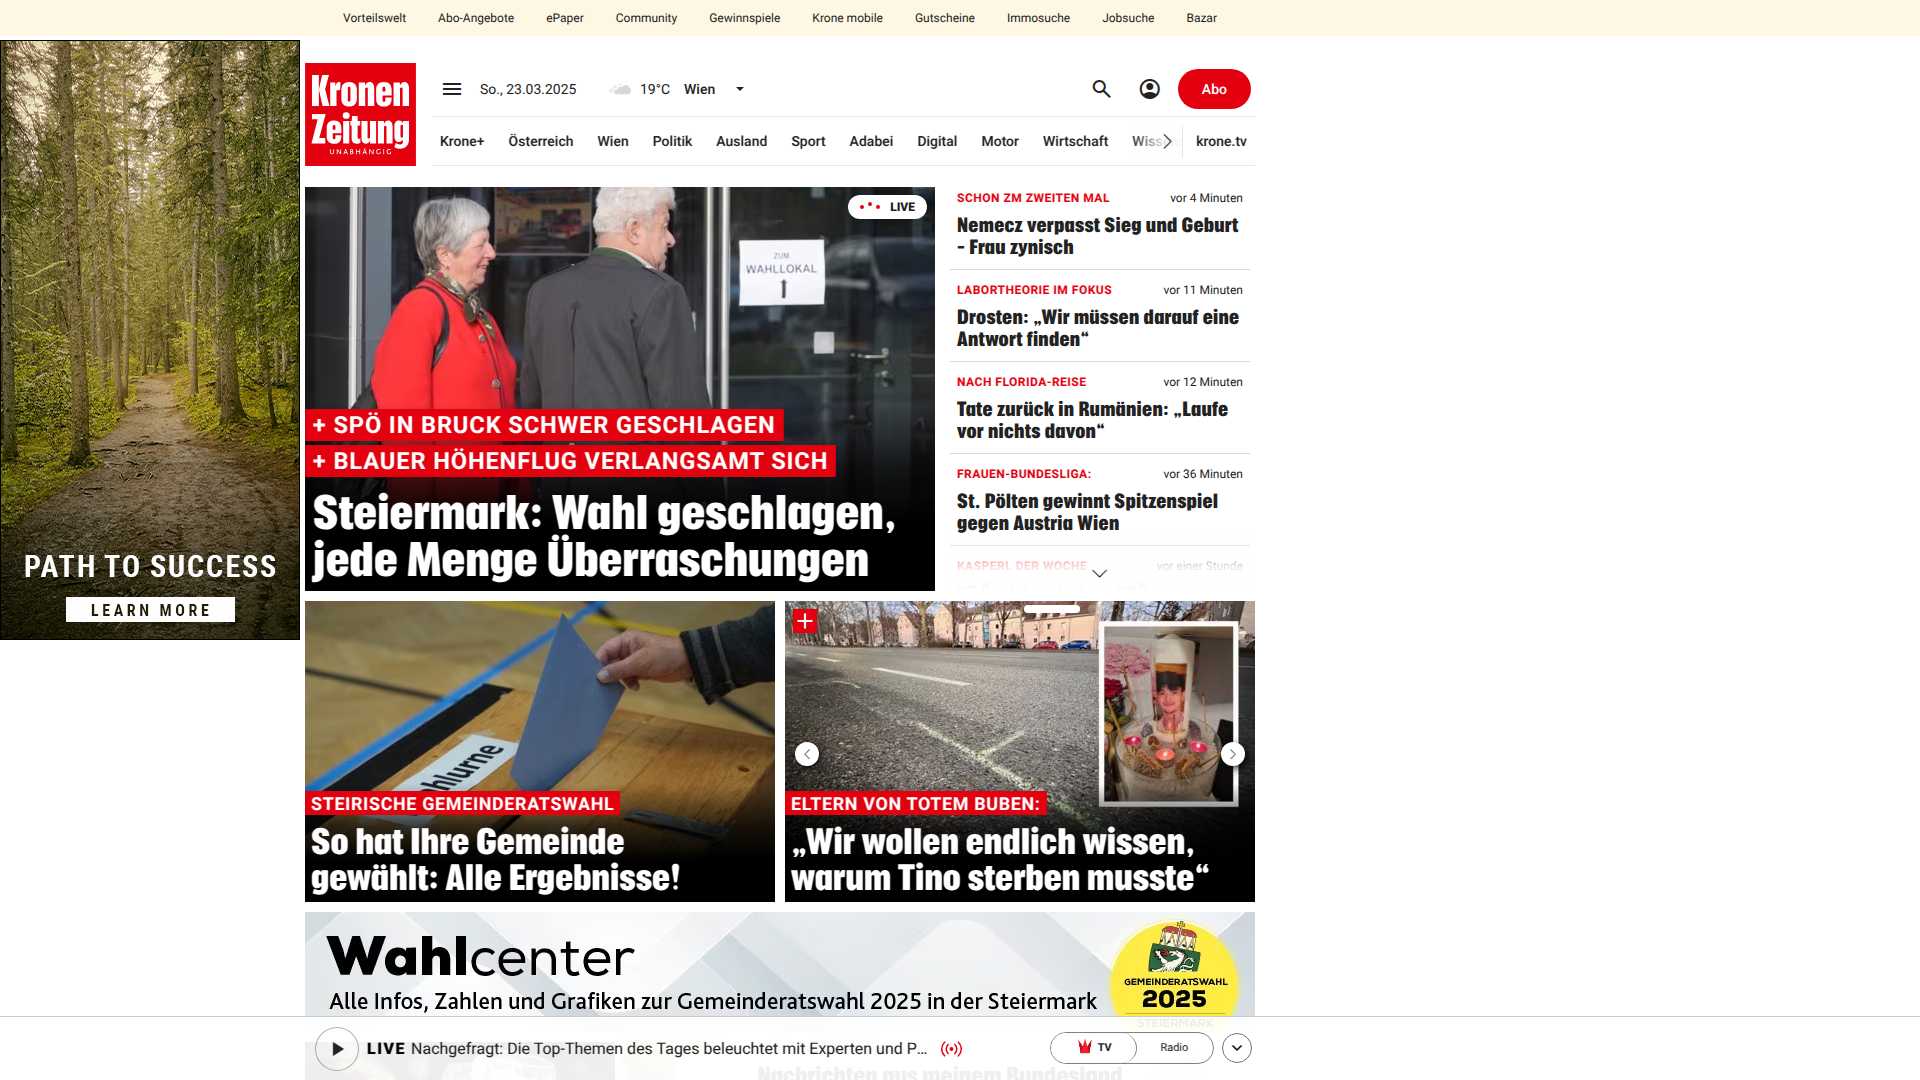 Vorteilswelt
Abo-Angebote
ePaper
Community
Gewinnspiele
Krone mobile
Gutscheine
Immosuche
Jobsuche
Bazar
Kronen
Zeitung
UNABHÄNGIG
So., 23.03.2025
19°C
Wien
Abo
Krone+
Österreich
Wien
Politik
Ausland
Sport
Adabei
Digital
Motor
Wirtschaft
Wiss
krone.tv
PATH TO SUCCESS
LEARN MORE
LIVE
ZUM
WAHLLOKAL
+ SPÖ IN BRUCK SCHWER GESCHLAGEN
+ BLAUER HÖHENFLUG VERLANGSAMT SICH
Steiermark: Wahl geschlagen,
jede Menge Überraschungen
SCHON ZM ZWEITEN MAL
vor 4 Minuten
Nemecz verpasst Sieg und Geburt
- Frau zynisch
LABORTHEORIE IM FOKUS
vor 11 Minuten
Drosten: „Wir müssen darauf eine
Antwort finden“
NACH FLORIDA-REISE
vor 12 Minuten
Tate zurück in Rumänien: „Laufe
vor nichts davon“
FRAUEN-BUNDESLIGA:
vor 36 Minuten
St. Pölten gewinnt Spitzenspiel
gegen Austria Wien
KASPERL DER WOCHE
vor einer Stunde
hlurne
STEIRISCHE GEMEINDERATSWAHL
So hat Ihre Gemeinde
gewählt: Alle Ergebnisse!
ELTERN VON TOTEM BUBEN:
„Wir wollen endlich wissen,
warum Tino sterben musste“
Wahlcenter
Alle Infos, Zahlen und Grafiken zur Gemeinderatswahl 2025 in der Steiermark
GEMEINDERATSWAHL
2025
STEIERMARK
LIVE Nachgefragt: Die Top-Themen des Tages beleuchtet mit Experten und P...
TV
Radio
Nachrichten aus meinem Bundesland